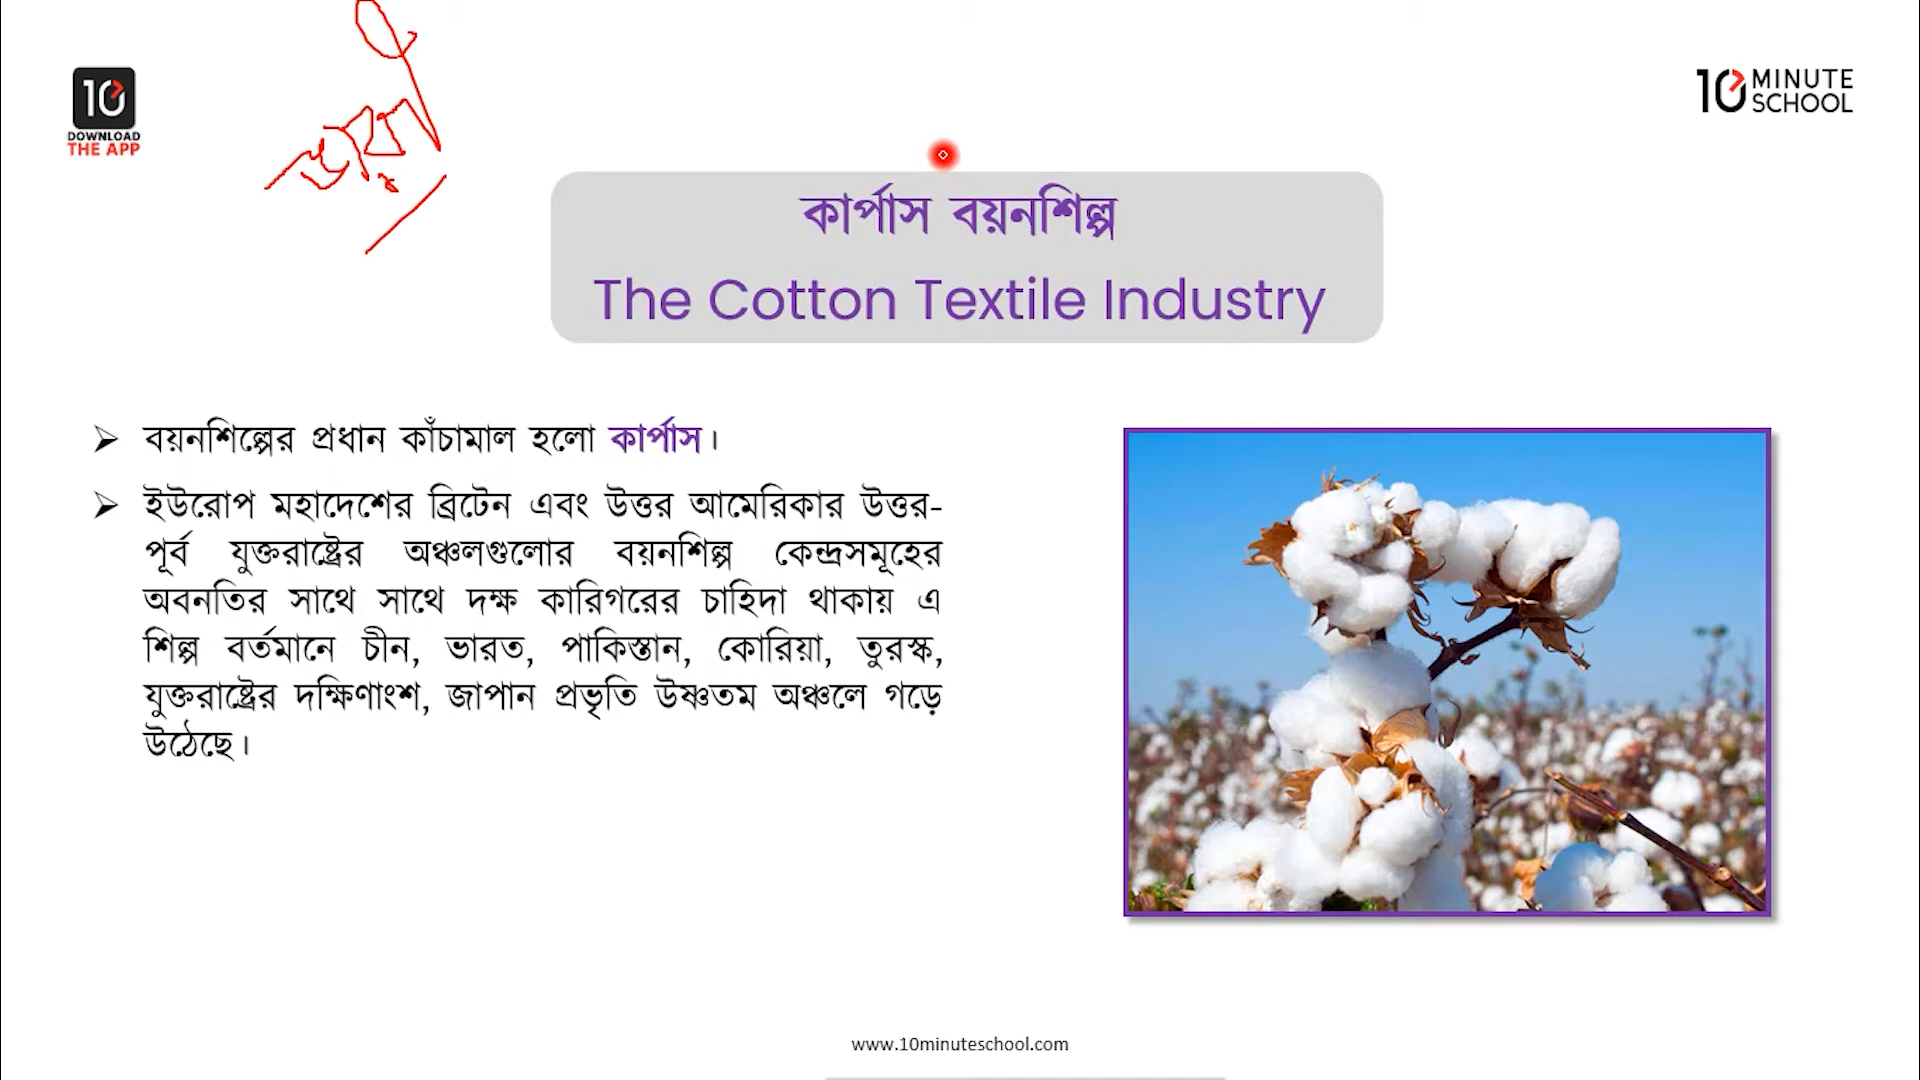 10
DOWNLOAD
THE APP
10 MINUTE
SCHOOL
কার্পাস বয়নশিল্প
The Cotton Textile Industry
➢ বয়নশিল্পের প্রধান কাঁচামাল হলো কার্পাস।
➢ ইউরোপ মহাদেশের ব্রিটেন এবং উত্তর আমেরিকার উত্তর-
পূর্ব যুক্তরাষ্ট্রের অঞ্চলগুলোর বয়নশিল্প কেন্দ্রসমূহের
অবনতির সাথে সাথে দক্ষ কারিগরের চাহিদা থাকায় এ
শিল্প বর্তমানে চীন, ভারত, পাকিস্তান, কোরিয়া, তুরস্ক,
যুক্তরাষ্ট্রের দক্ষিণাংশ, জাপান প্রভৃতি উষ্ণতম অঞ্চলে গড়ে
উঠেছে।
www.10minuteschool.com